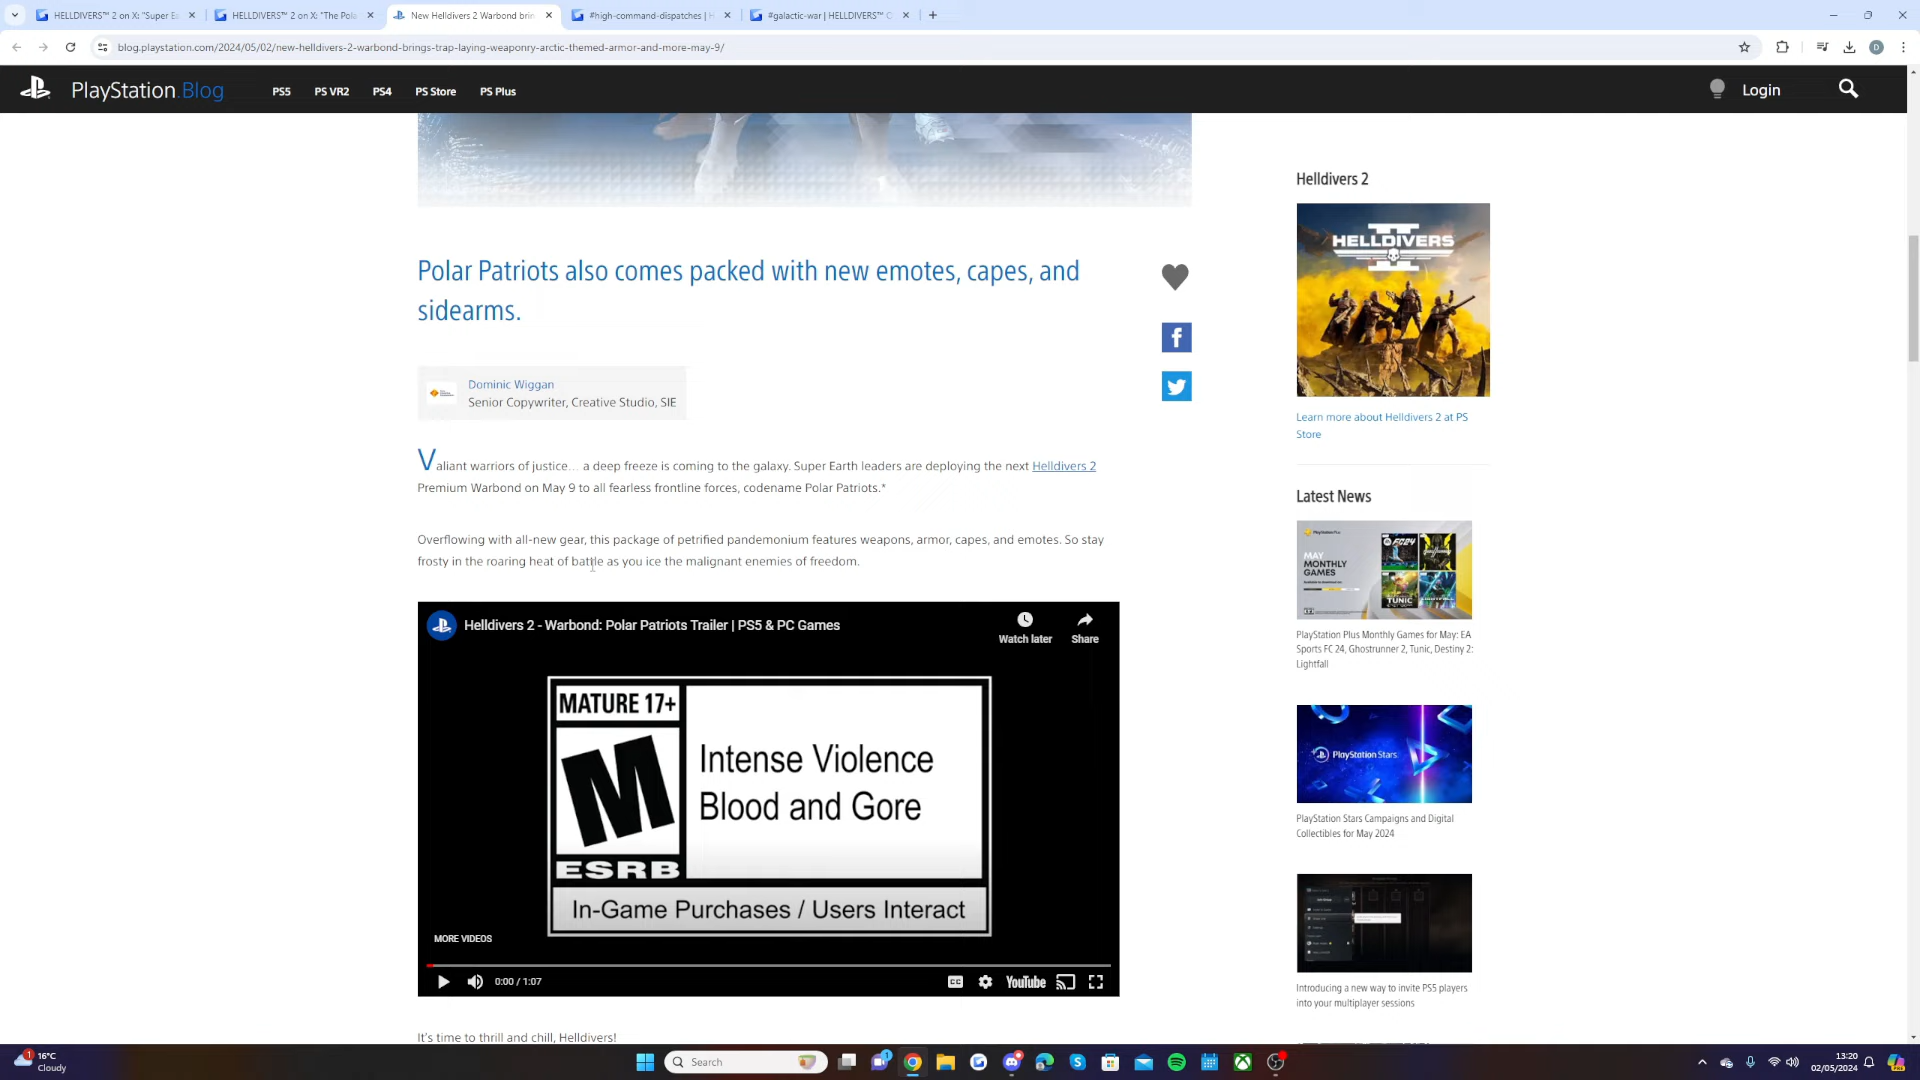 HELLDIVERS™ 2 on X: "Super Ea
HELLDIVERS™ 2 on X: "The Pola
New Helldivers 2 Warbond brin
#high-command-dispatches | H
#galactic-war | HELLDIVERS™ C
blog.playstation.com/2024/05/02/new-helldivers-2-warbond-brings-trap-laying-weaponry-arctic-themed-armor-and-more-may-9/
D
PlayStation.Blog
PS5
PS VR2
PS4
PS Store
PS Plus
Login
Polar Patriots also comes packed with new emotes, capes, and
sidearms.
Dominic Wiggan
Senior Copywriter, Creative Studio, SIE
Valiant warriors of justice… a deep freeze is coming to the galaxy. Super Earth leaders are deploying the next Helldivers 2
Premium Warbond on May 9 to all fearless frontline forces, codename Polar Patriots.*
Overflowing with all-new gear, this package of petrified pandemonium features weapons, armor, capes, and emotes. So stay
frosty in the roaring heat of battle as you ice the malignant enemies of freedom.
Helldivers 2 - Warbond: Polar Patriots Trailer | PS5 & PC Games
Watch later
Share
MATURE 17+
M
ESRB
Intense Violence
Blood and Gore
In-Game Purchases / Users Interact
MORE VIDEOS
0:00 / 1:07
CC
YouTube
It's time to thrill and chill, Helldivers!
Helldivers 2
HELLDIVERS
II
Learn more about Helldivers 2 at PS
Store
Latest News
PlayStation Plus
MAY
MONTHLY
GAMES
FC24
TUNIC
LIGHTFALL
PlayStation Plus Monthly Games for May: EA
Sports FC 24, Ghostrunner 2, Tunic, Destiny 2:
Lightfall
PlayStation Stars
PlayStation Stars Campaigns and Digital
Collectibles for May 2024
Introducing a new way to invite PS5 players
into your multiplayer sessions
1
16°C
Cloudy
Search
13:20
02/05/2024